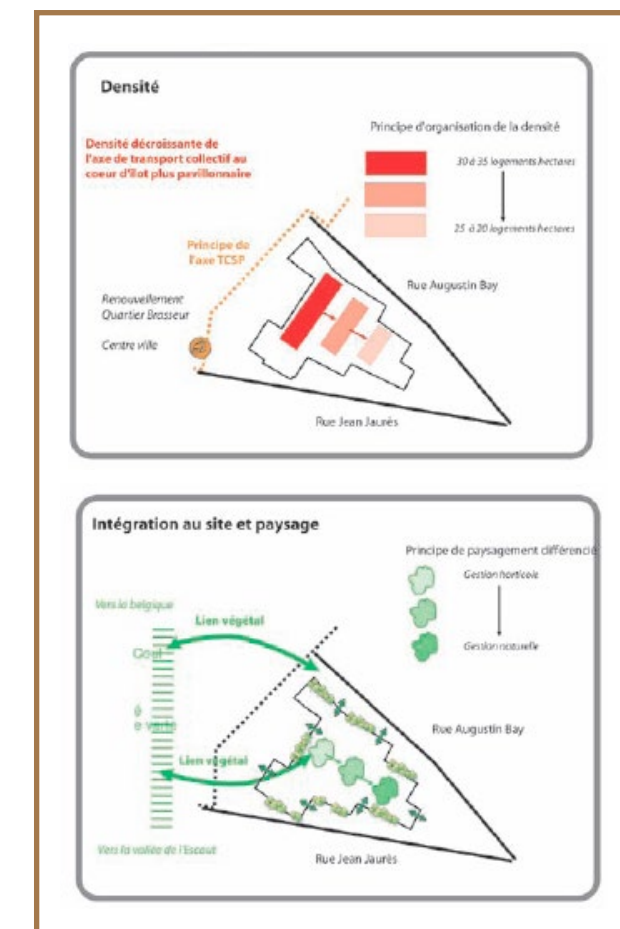 Densité
Principe d'organisation de la densité
Densité décroissante de
l'axe de transport collectif au
coeur d'îlot plus pavillonnaire
30 à 35 logements hectares
25 à 20 logements hectares
Principe de
l'axe TCSP
Rue Augustin Bay
Renouvellement
Quartier Brasseur
Centre ville
Rue Jean Jaurès
Intégration au site et paysage
Principe de paysagement différencié
Gestion horticole
Gestion naturelle
Vers la belgique
Lien végétal
Rue Augustin Bay
Lien végétal
Vers la vallée de l'Escaut
Rue Jean Jaurès